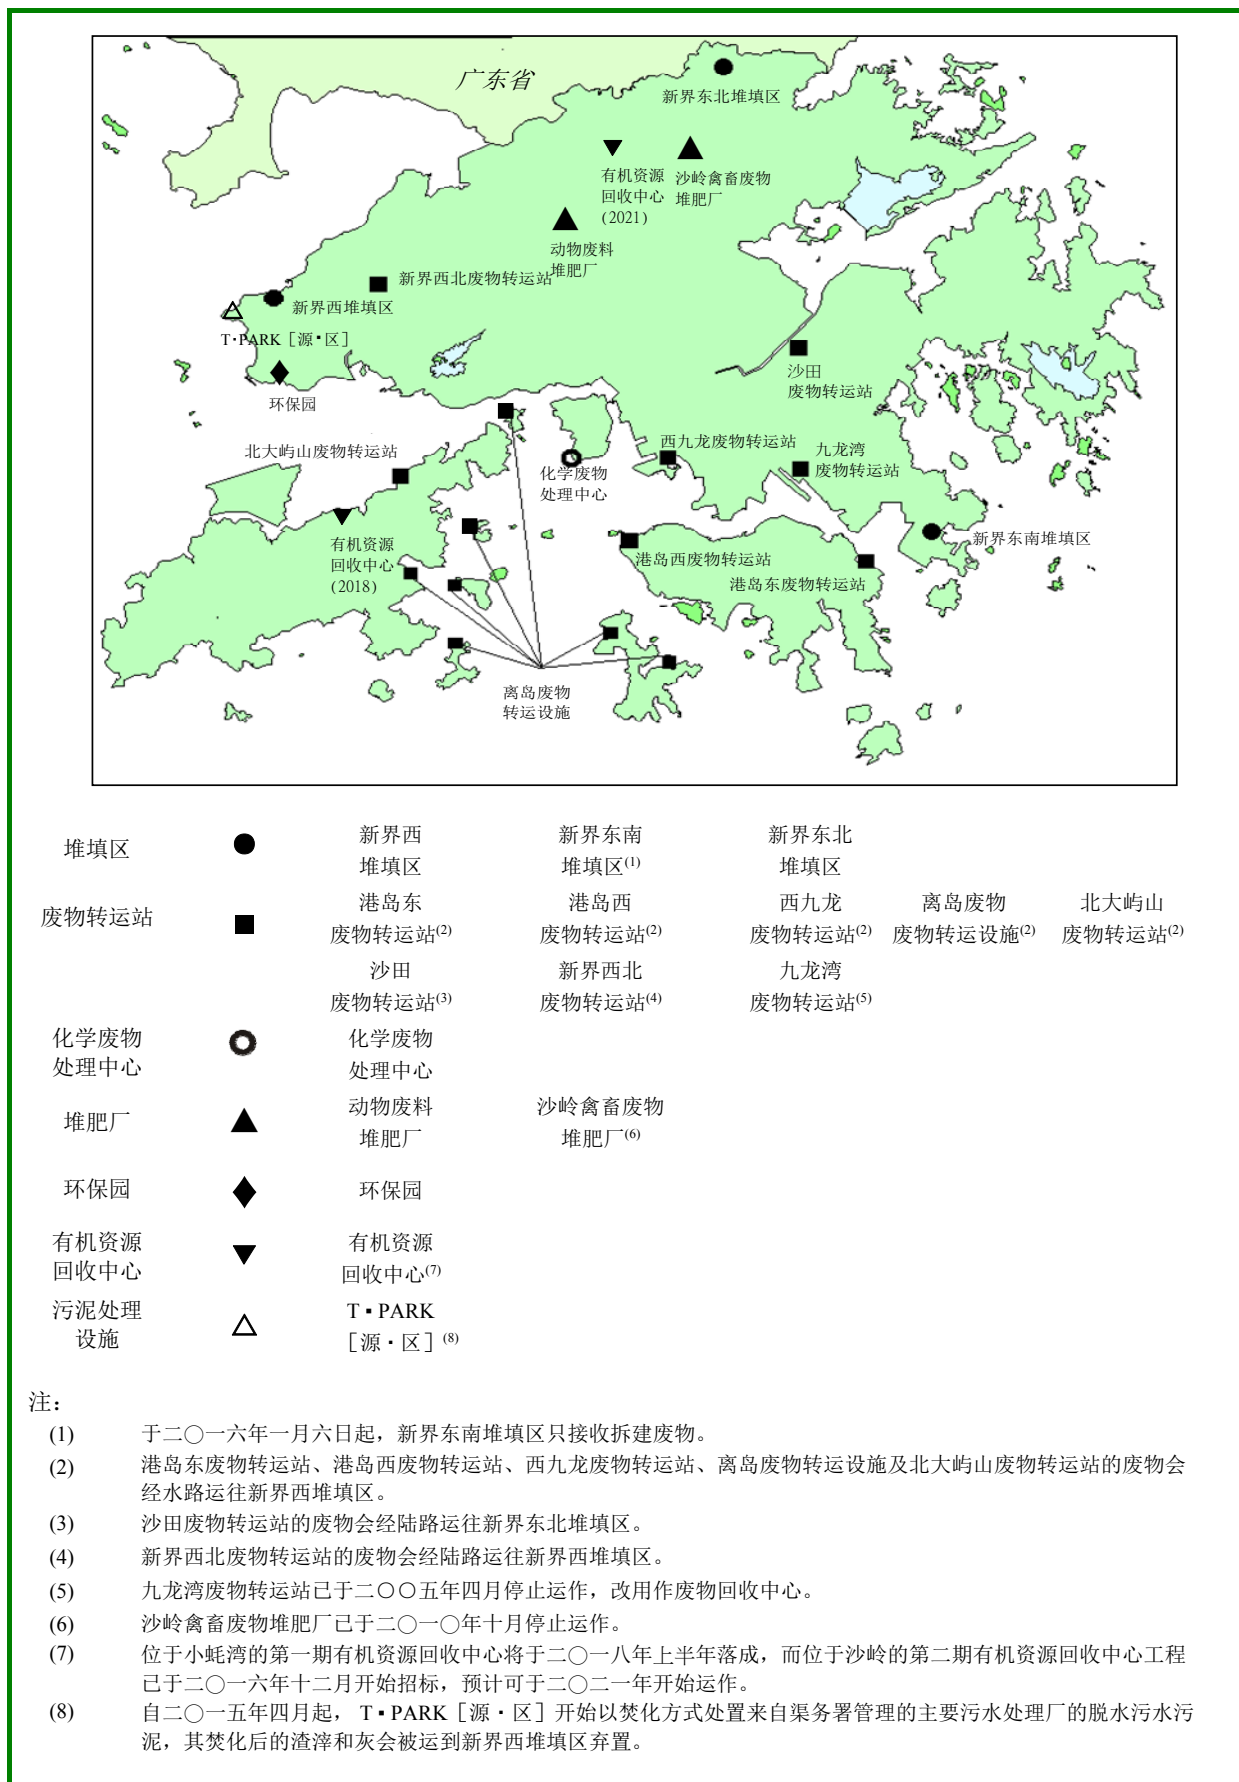 广东省
新界东北堆填区
有机资源
回收中心
(2021)
沙岭禽畜废物
堆肥厂
动物废料
堆肥厂
新界西北废物转运站
新界西堆填区
T▪PARK［源▪区］
环保园
沙田
废物转运站
北大屿山废物转运站
化学废物
处理中心
西九龙废物转运站
九龙湾
废物转运站
有机资源
回收中心
(2018)
港岛西废物转运站
新界东南堆填区
港岛东废物转运站
离岛废物
转运设施
堆填区 ● 新界西 新界东南 新界东北
堆填区 堆填区(1) 堆填区
废物转运站 ■ 港岛东 港岛西 西九龙 离岛废物 北大屿山
废物转运站(2) 废物转运站(2) 废物转运站(2) 废物转运设施(2) 废物转运站(2)
沙田 新界西北 九龙湾
废物转运站(3) 废物转运站(4) 废物转运站(5)
化学废物 化学废物
处理中心 处理中心
堆肥厂 ▲ 动物废料 沙岭禽畜废物
堆肥厂 堆肥厂(6)
环保园 ◆ 环保园
有机资源 ▼ 有机资源
回收中心 回收中心(7)
污泥处理 △ T▪PARK
设施 ［源▪区］(8)
注：
(1) 于二〇一六年一月六日起，新界东南堆填区只接收拆建废物。
(2) 港岛东废物转运站、港岛西废物转运站、西九龙废物转运站、离岛废物转运设施及北大屿山废物转运站的废物会
经水路运往新界西堆填区。
(3) 沙田废物转运站的废物会经陆路运往新界东北堆填区。
(4) 新界西北废物转运站的废物会经陆路运往新界西堆填区。
(5) 九龙湾废物转运站已于二〇〇五年四月停止运作，改用作废物回收中心。
(6) 沙岭禽畜废物堆肥厂已于二〇一〇年十月停止运作。
(7) 位于小蚝湾的第一期有机资源回收中心将于二〇一八年上半年落成，而位于沙岭的第二期有机资源回收中心工程
已于二〇一六年十二月开始招标，预计可于二〇二一年开始运作。
(8) 自二〇一五年四月起， T▪PARK［源▪区］开始以焚化方式处置来自渠务署管理的主要污水处理厂的脱水污水污
泥，其焚化后的渣滓和灰会被运到新界西堆填区弃置。